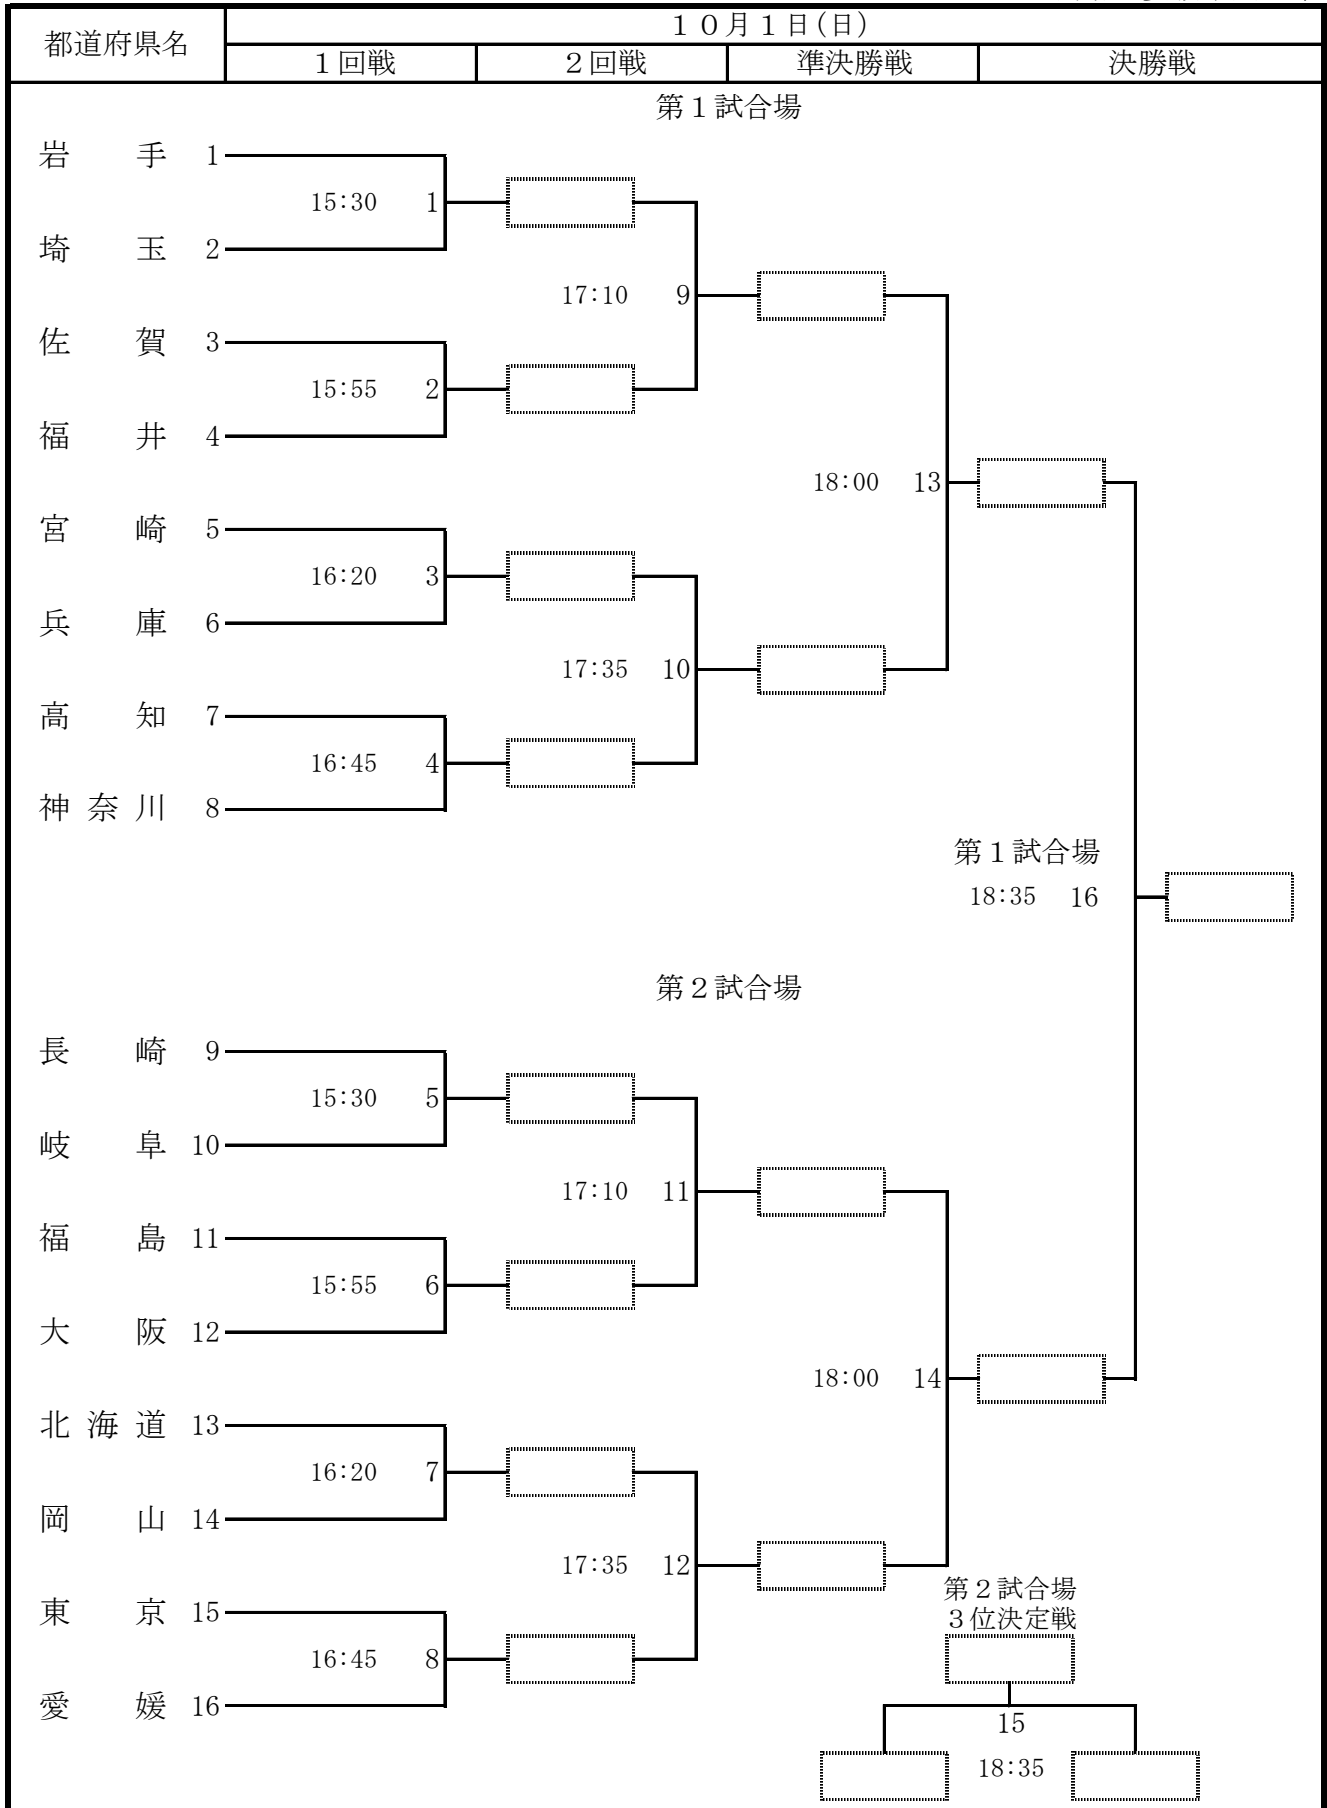 都道府県名
１０月１日(日)
１回戦 ２回戦 準決勝戦 決勝戦
第１試合場
岩手 1
15:30 1
埼玉 2
17:10 9
佐賀 3
15:55 2
福井 4
18:00 13
宮崎 5
16:20 3
兵庫 6
17:35 10
高知 7
16:45 4
神奈川 8
第１試合場
18:35 16
第２試合場
長崎 9
15:30 5
岐阜 10
17:10 11
福島 11
15:55 6
大阪 12
18:00 14
北海道 13
16:20 7
岡山 14
17:35 12
第２試合場
東京 15
３位決定戦
16:45 8
愛媛 16
15
18:35